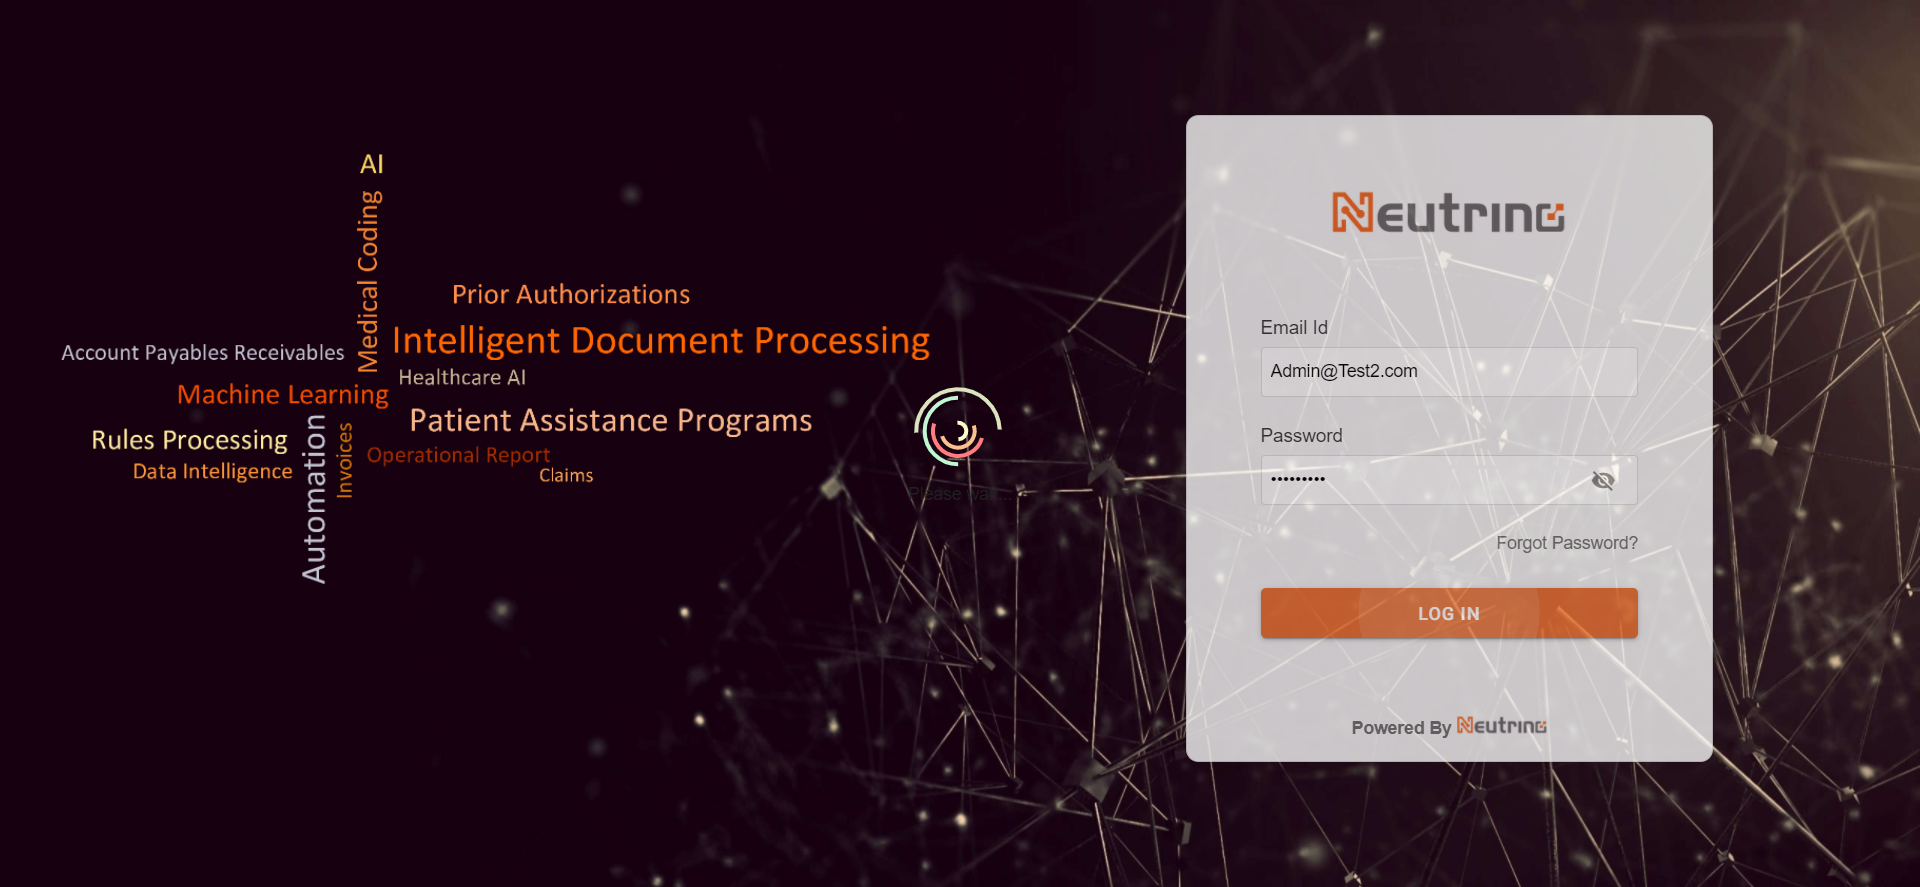 AI
Medical Coding
Prior Authorizations
Intelligent Document Processing
Account Payables Receivables
Healthcare AI
Machine Learning
Patient Assistance Programs
Rules Processing
Automation
Invoices
Operational Report
Data Intelligence
Claims
Please wait...
Neutrino
Email Id
Admin@Test2.com
Password
•••••••••
Forgot Password?
LOG IN
Powered By Neutrino